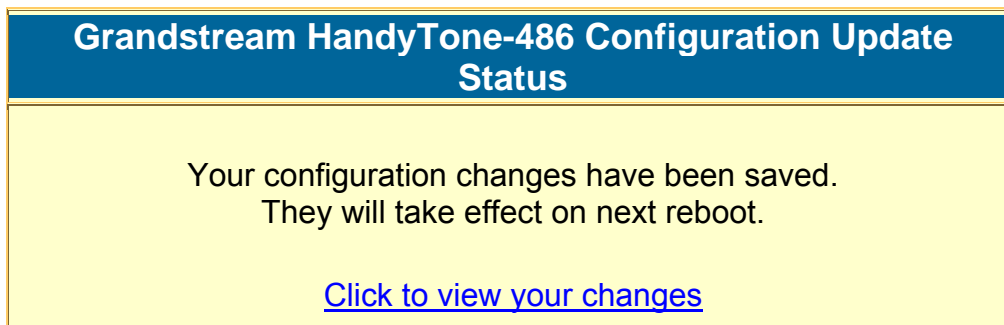 Grandstream HandyTone-486 Configuration Update
Status
Your configuration changes have been saved.
They will take effect on next reboot.
Click to view your changes